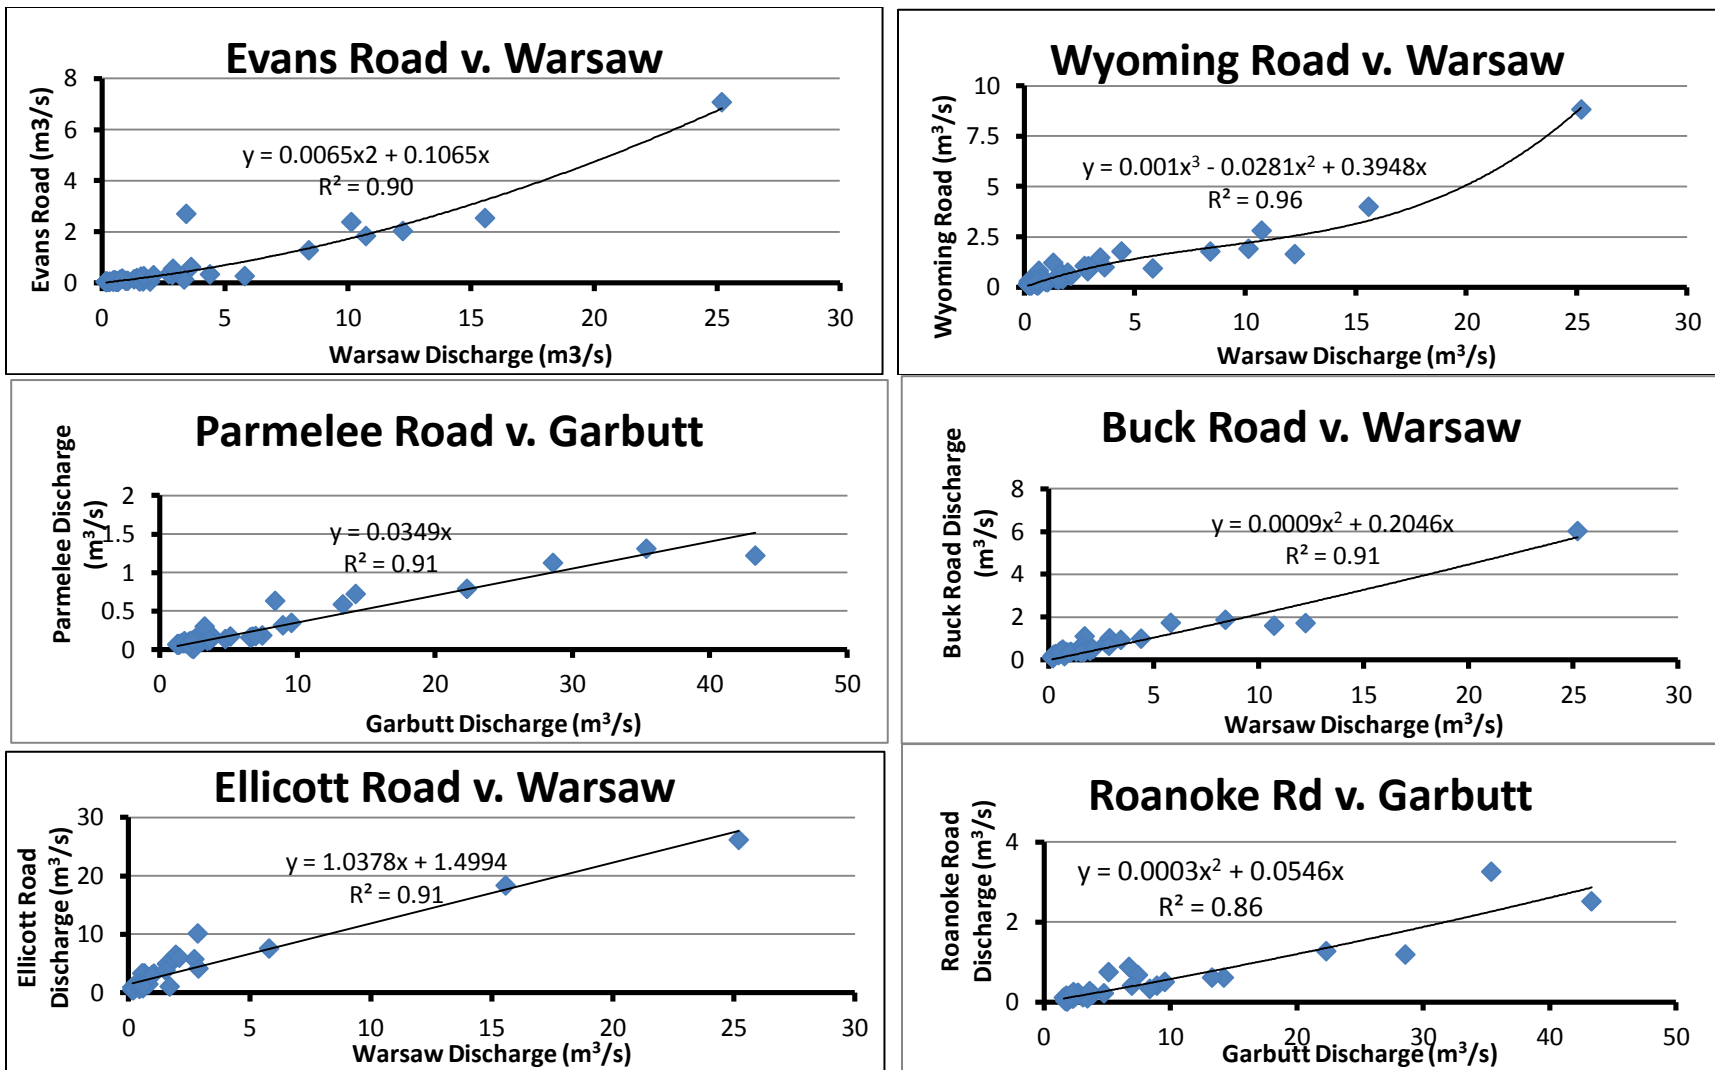 Evans Road v. Warsaw
Evans Road (m3/s)
8
6
4
2
0
y = 0.0065x2 + 0.1065x
R² = 0.90
0 5 10 15 20 25 30
Warsaw Discharge (m3/s)
Wyoming Road v. Warsaw
Wyoming Road (m³/s)
10
7.5
5
2.5
0
y = 0.001x³ - 0.0281x² + 0.3948x
R² = 0.96
0 5 10 15 20 25 30
Warsaw Discharge (m³/s)
Parmelee Road v. Garbutt
Parmelee Discharge
(m³/s)
2
1.5
1
0.5
0
y = 0.0349x
R² = 0.91
0 10 20 30 40 50
Garbutt Discharge (m³/s)
Buck Road v. Warsaw
Buck Road Discharge
(m³/s)
8
6
4
2
0
y = 0.0009x² + 0.2046x
R² = 0.91
0 5 10 15 20 25 30
Warsaw Discharge (m³/s)
Ellicott Road v. Warsaw
Ellicott Road
Discharge (m³/s)
30
20
10
0
y = 1.0378x + 1.4994
R² = 0.91
0 5 10 15 20 25 30
Warsaw Discharge (m³/s)
Roanoke Rd v. Garbutt
Roanoke Road
Discharge (m³/s)
4
2
0
y = 0.0003x² + 0.0546x
R² = 0.86
0 10 20 30 40 50
Garbutt Discharge (m³/s)